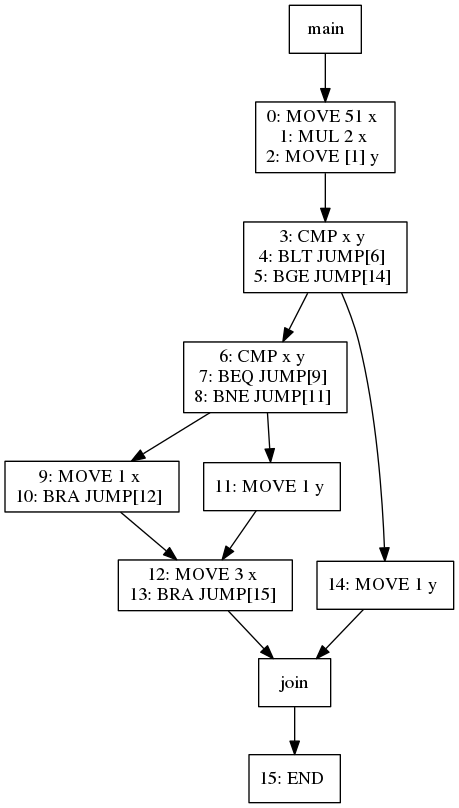 main
0: MOVE 51 x
1: MUL 2 x
2: MOVE [1] y
3: CMP x y
4: BLT JUMP[6]
5: BGE JUMP[14]
6: CMP x y
7: BEQ JUMP[9]
8: BNE JUMP[11]
9: MOVE 1 x
10: BRA JUMP[12]
11: MOVE 1 y
12: MOVE 3 x
13: BRA JUMP[15]
14: MOVE 1 y
join
15: END